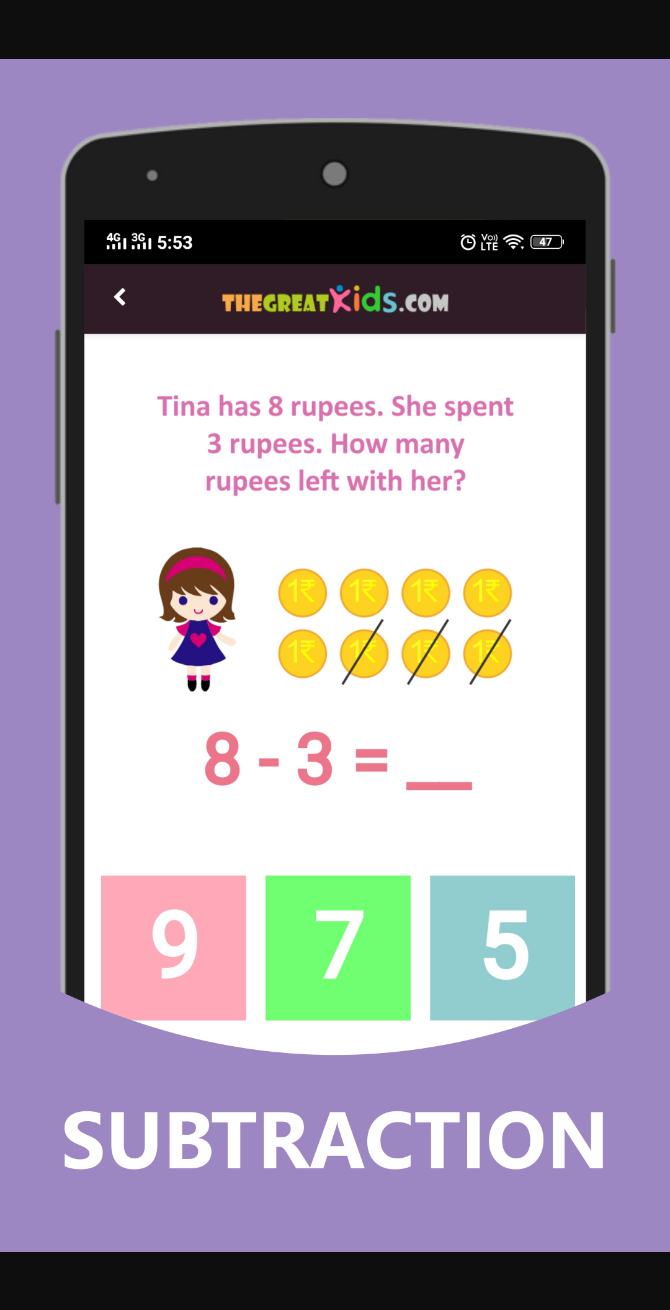 4G 3G 5:53 Vo)) LTE 47
THEGREATKids.COM
Tina has 8 rupees. She spent
3 rupees. How many
rupees left with her?
1₹ 1₹ 1₹ 1₹
1₹ 1₹ 1₹ 1₹
8 - 3 = __
9 7 5
SUBTRACTION